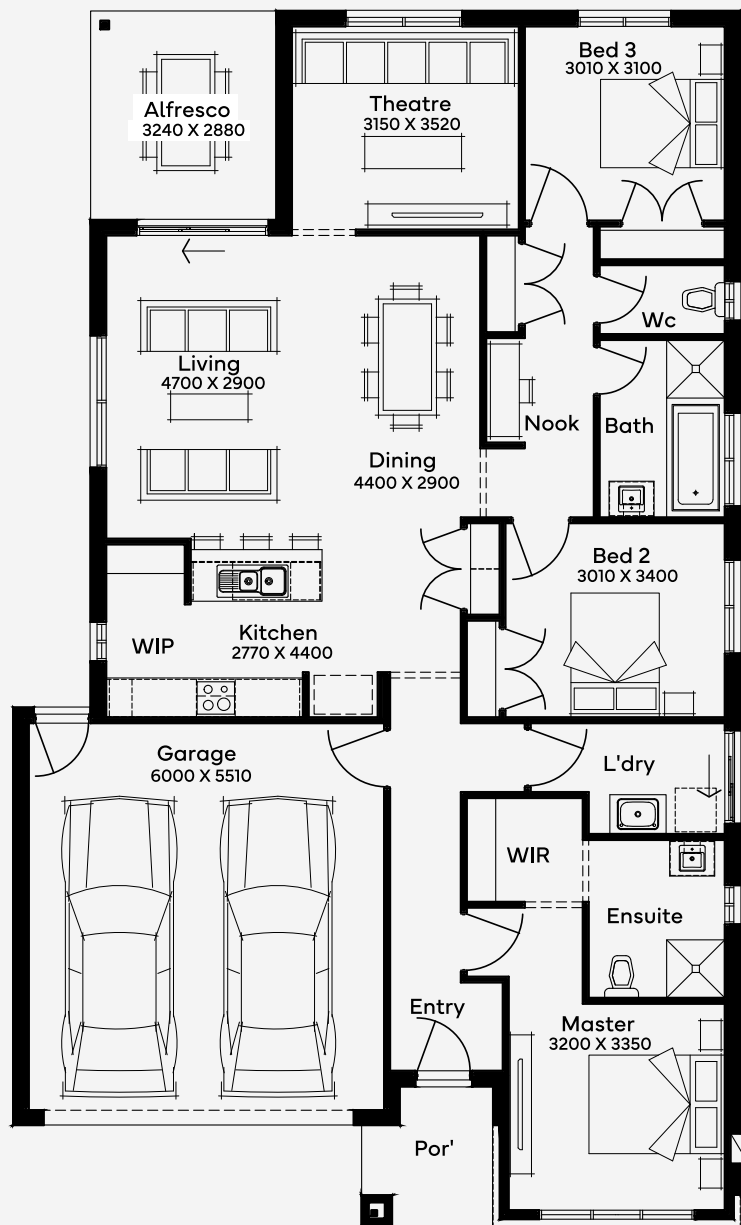 Bed 3
3010 X 3100
Alfresco
3240 X 2880
Theatre
3150 X 3520
Wc
Living
4700 X 2900
Nook
Bath
Dining
4400 X 2900
Bed 2
3010 X 3400
WIP
Kitchen
2770 X 4400
Garage
6000 X 5510
L'dry
WIR
Ensuite
Entry
Master
3200 X 3350
Por'